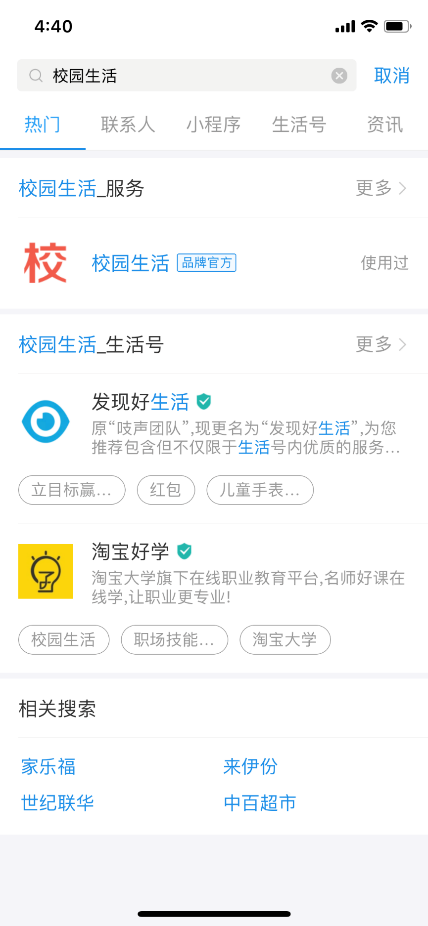 4:40
校园生活
取消
热门 联系人 小程序 生活号 资讯
校园生活_服务 更多
校 校园生活 品牌官方 使用过
校园生活_生活号 更多
发现好生活
原“吱声团队”,现更名为“发现好生活”,为您
推荐包含但不仅限于生活号内优质的服务...
立目标赢... 红包 儿童手表...
淘宝好学
淘宝大学旗下在线职业教育平台,名师好课在
线学,让职业更专业!
校园生活 职场技能... 淘宝大学
相关搜索
家乐福 来伊份
世纪联华 中百超市